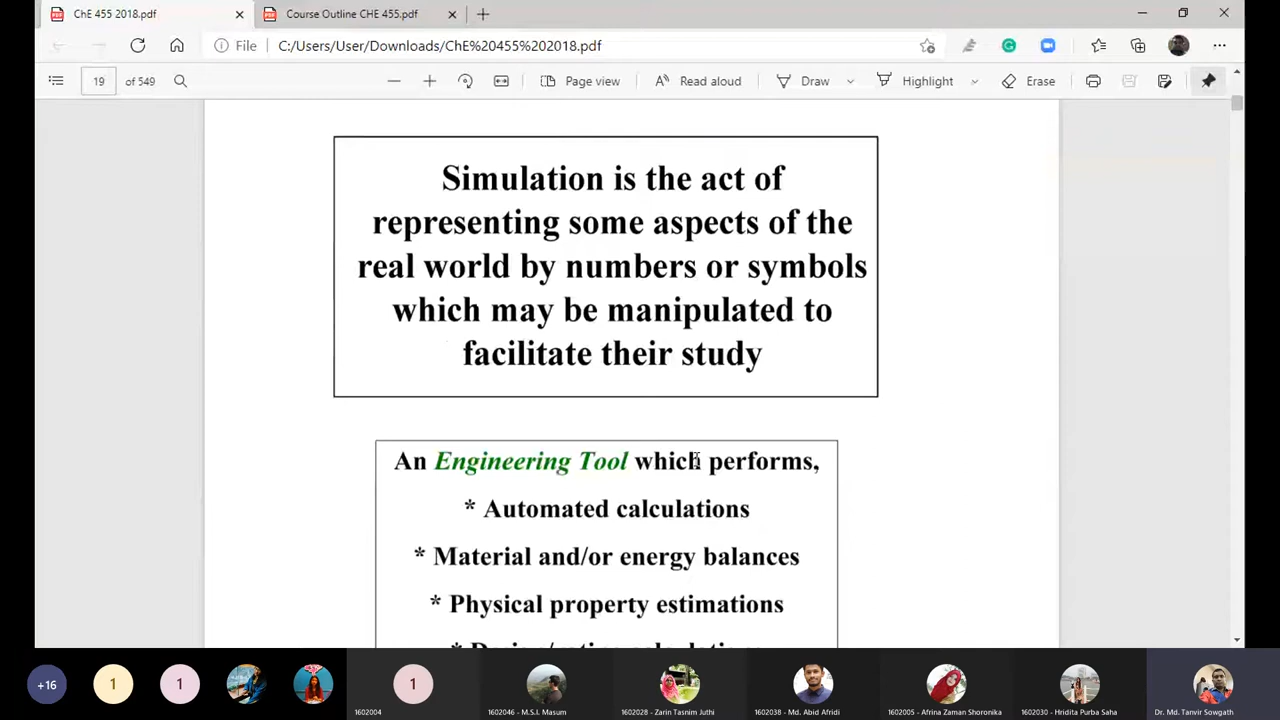 ChE 455 2018.pdf
Course Outline CHE 455.pdf
File
C:/Users/User/Downloads/ChE%20455%202018.pdf
19 of 549
Page view
Read aloud
Draw
Highlight
Erase
Simulation is the act of
representing some aspects of the
real world by numbers or symbols
which may be manipulated to
facilitate their study
An Engineering Tool which performs,
* Automated calculations
* Material and/or energy balances
* Physical property estimations
+16
1
1
1
1602004
1602046 - M.S.I. Masum
1602028 - Zarin Tasnim Juthi
1602038 - Md. Abid Afridi
1602005 - Afrina Zaman Shoronika
1602030 - Hridita Purba Saha
Dr. Md. Tanvir Sowgath